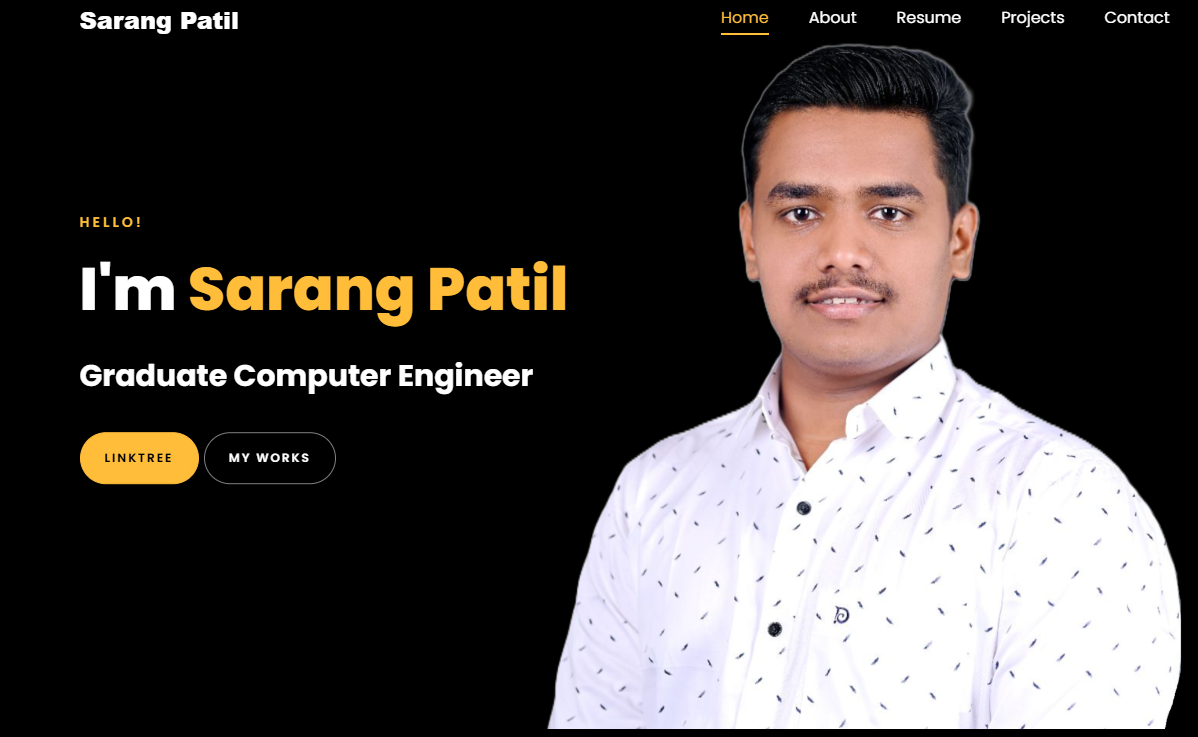 Sarang Patil
Home About Resume Projects Contact
HELLO!
I'm Sarang Patil
Graduate Computer Engineer
LINKTREE MY WORKS